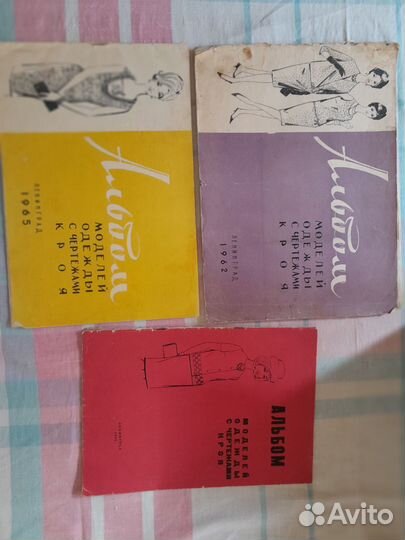 Альбом
МОДЕЛЕЙ
ОДЕЖДЫ
С ЧЕРТЕЖАМИ
КРОЯ
ЛЕНИНГРАД
1965
Альбом
МОДЕЛЕЙ
ОДЕЖДЫ
С ЧЕРТЕЖАМИ
КРОЯ
ЛЕНИНГРАД
1962
АЛЬБОМ
МОДЕЛЕЙ
ОДЕЖДЫ
С ЧЕРТЕЖАМИ
КРОЯ
Avito